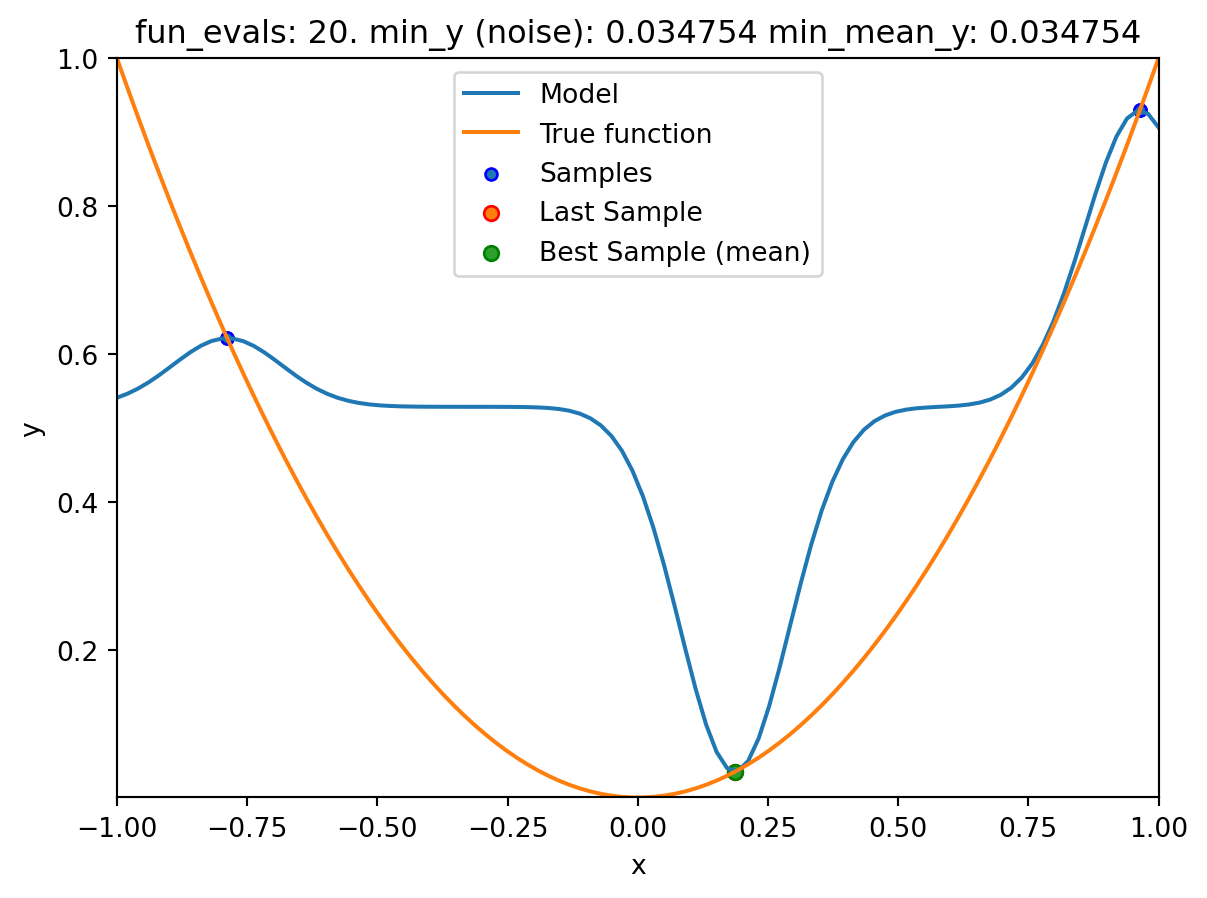 fun_evals: 20. min_y (noise): 0.034754 min_mean_y: 0.034754
Model
True function
Samples
Last Sample
Best Sample (mean)
1.0
0.8
0.6
0.4
0.2
y
−1.00 −0.75 −0.50 −0.25 0.00 0.25 0.50 0.75 1.00
x